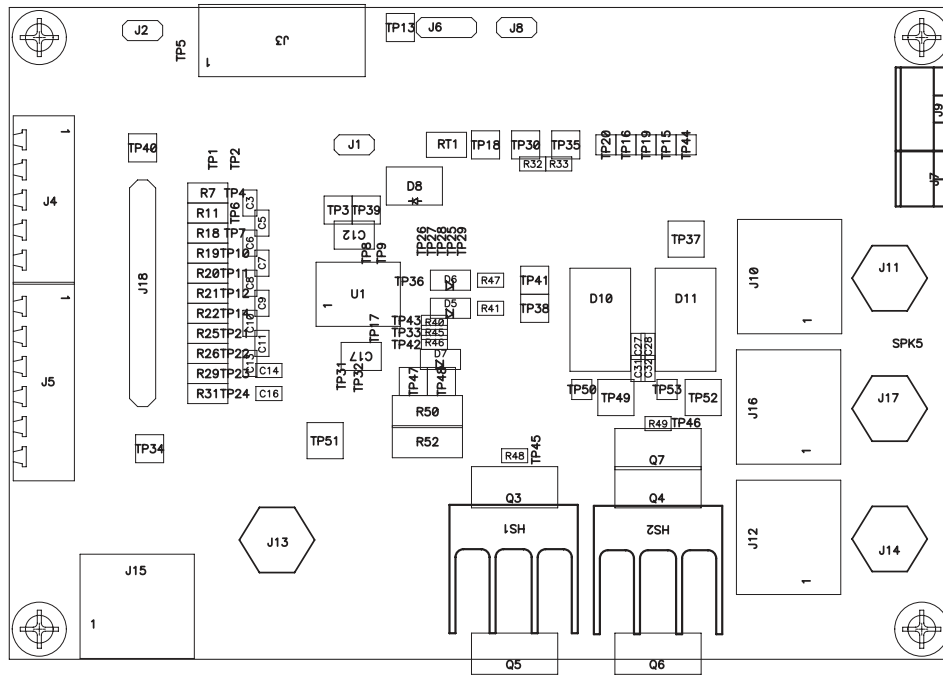 J2
TP5
J3
1
TP13
J6
J8
J9
J7
1
J4
TP40
TP1
TP2
J1
RT1
TP18
TP30
TP35
R32
R33
TP20
TP16
TP19
TP15
TP44
D8
R7
TP4
C3
R11
TP6
C5
R18
TP7
C6
R19
TP10
C7
R20
TP11
C8
R21
TP12
C9
R22
TP14
C10
R25
TP21
C11
R26
TP22
C13
R29
TP23
C14
R31
TP24
C16
J18
TP3
TP39
C12
TP8
TP9
TP26
TP27
TP28
TP25
TP29
TP37
J10
1
J11
TP36
D6
R47
TP41
U1
1
D5
R41
TP38
D10
D11
TP17
TP43
R40
TP33
R45
TP42
R46
C27
C28
C31
C32
SPK5
1
J5
C17
D7
TP31
TP32
TP47
TP48
TP50
TP49
TP53
TP52
J16
1
J17
R50
R52
TP34
TP51
R49
TP46
R48
TP45
Q7
Q3
Q4
HS1
HS2
J12
1
J14
J13
J15
1
Q5
Q6